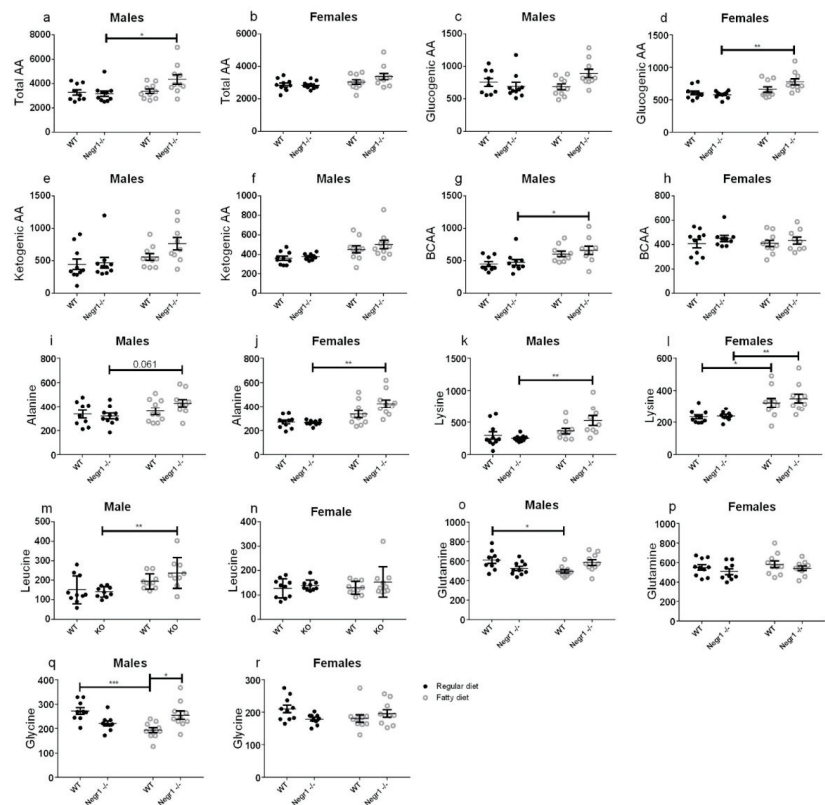 a Males
Total AA
8000
6000
4000
2000
0
*
WT
Negr1-/-
WT
Negr1-/-
b Females
Total AA
6000
4000
2000
0
WT
Negr1-/-
WT
Negr1-/-
c Males
Glucogenic AA
1500
1000
500
0
WT
Negr1-/-
WT
Negr1-/-
d Females
Glucogenic AA
1500
1000
500
0
**
WT
Negr1-/-
WT
Negr1-/-
e Males
Ketogenic AA
1500
1000
500
0
WT
Negr1-/-
WT
Negr1-/-
f Males
Ketogenic AA
1000
800
600
400
200
0
WT
Negr1-/-
WT
Negr1-/-
g Males
BCAA
1500
1000
500
0
*
WT
Negr1-/-
WT
Negr1-/-
h Females
BCAA
800
600
400
200
0
WT
Negr1-/-
WT
Negr1-/-
i Males
Alanine
800
600
400
200
0
0.061
WT
Negr1-/-
WT
Negr1-/-
j Females
Alanine
800
600
400
200
0
**
WT
Negr1-/-
WT
Negr1-/-
k Males
Lysine
1500
1000
500
0
**
WT
Negr1-/-
WT
Negr1-/-
l Females
Lysine
600
400
200
0
*
**
WT
Negr1-/-
WT
Negr1 -/-
m Male
Leucine
500
400
300
200
100
0
**
WT
KO
WT
KO
n Female
Leucine
400
300
200
100
0
WT
KO
WT
KO
o Males
Glutamine
1000
800
600
400
200
0
*
WT
Negr1 -/-
WT
Negr1 -/-
p Females
Glutamine
1000
800
600
400
200
0
WT
Negr1 -/-
WT
Negr1 -/-
q Males
Glycine
500
400
300
200
100
0
***
*
WT
Negr1 -/-
WT
Negr1 -/-
r Females
Glycine
400
300
200
100
0
WT
Negr1 -/-
WT
Negr1 -/-
Regular diet
Fatty diet